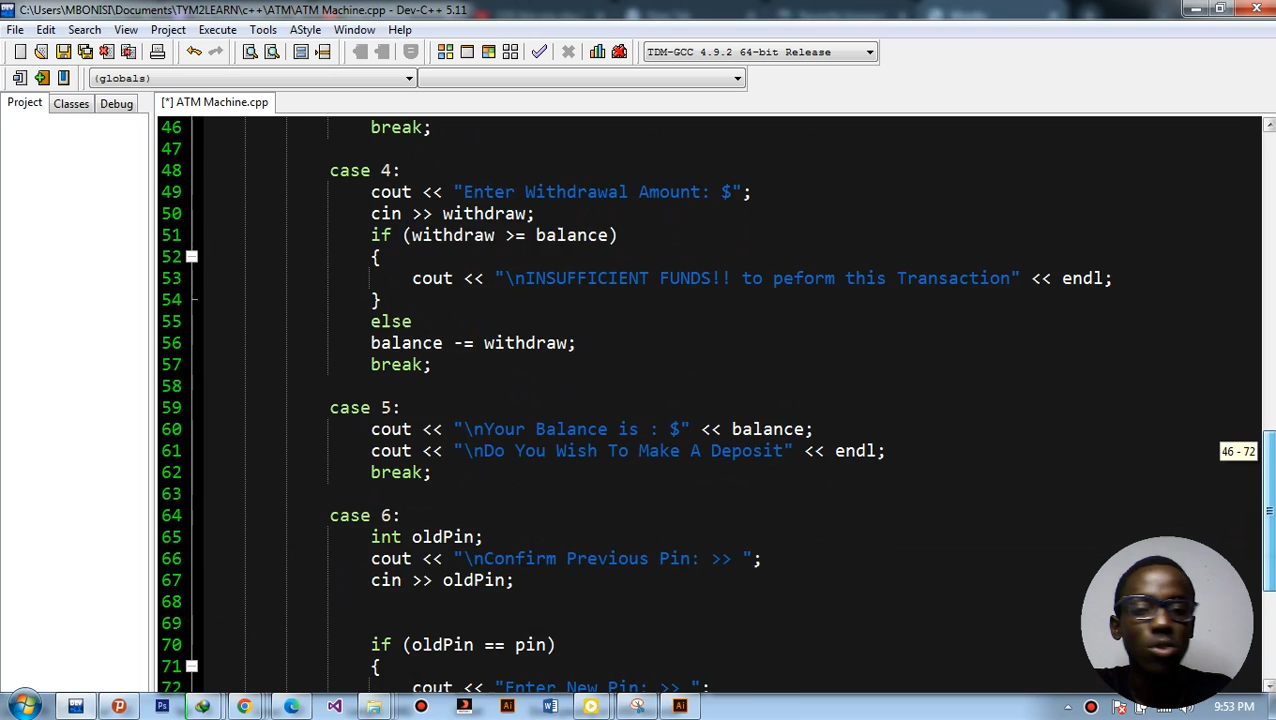 C:\Users\MBONISI\Documents\TYM2LEARN\c++\ATM\ATM Machine.cpp - Dev-C++ 5.11
File Edit Search View Project Execute Tools AStyle Window Help
TDM-GCC 4.9.2 64-bit Release
(globals)
Project Classes Debug [*] ATM Machine.cpp
46 break;
47
48 case 4:
49 cout << "Enter Withdrawal Amount: $";
50 cin >> withdraw;
51 if (withdraw >= balance)
52 {
53 cout << "\nINSUFFICIENT FUNDS!! to peform this Transaction" << endl;
54 }
55 else
56 balance -= withdraw;
57 break;
58
59 case 5:
60 cout << "\nYour Balance is : $" << balance;
61 cout << "\nDo You Wish To Make A Deposit" << endl;
46 - 72
62 break;
63
64 case 6:
65 int oldPin;
66 cout << "\nConfirm Previous Pin: >> ";
67 cin >> oldPin;
68
69
70 if (oldPin == pin)
71 {
72 cout << "Enter New Pin: >> ";
9:53 PM